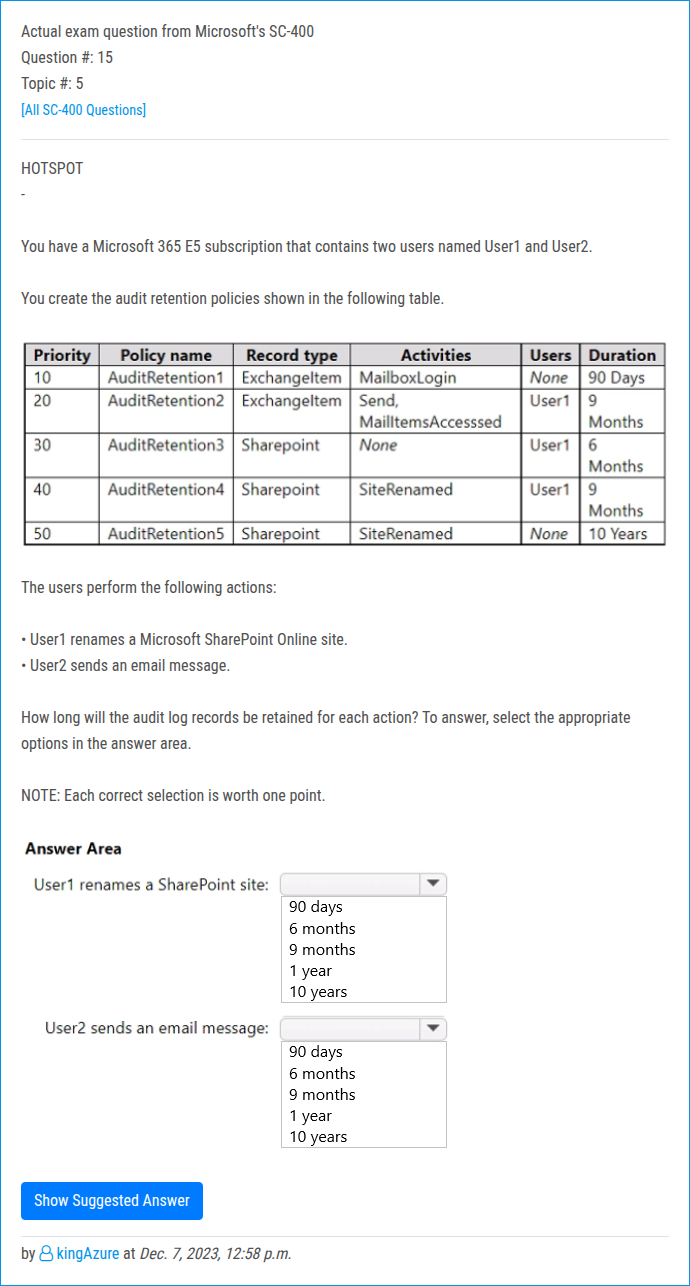 Actual exam question from Microsoft's SC-400
Question #: 15
Topic #: 5
[All SC-400 Questions]
HOTSPOT
-
You have a Microsoft 365 E5 subscription that contains two users named User1 and User2.
You create the audit retention policies shown in the following table.
Priority Policy name Record type Activities Users Duration
10 AuditRetention1 ExchangeItem MailboxLogin None 90 Days
20 AuditRetention2 ExchangeItem Send, User1 9
MailItemsAccesssed Months
30 AuditRetention3 Sharepoint None User1 6
Months
40 AuditRetention4 Sharepoint SiteRenamed User1 9
Months
50 AuditRetention5 Sharepoint SiteRenamed None 10 Years
The users perform the following actions:
• User1 renames a Microsoft SharePoint Online site.
• User2 sends an email message.
How long will the audit log records be retained for each action? To answer, select the appropriate
options in the answer area.
NOTE: Each correct selection is worth one point.
Answer Area
User1 renames a SharePoint site:
90 days
6 months
9 months
1 year
10 years
User2 sends an email message:
90 days
6 months
9 months
1 year
10 years
Show Suggested Answer
by kingAzure at Dec. 7, 2023, 12:58 p.m.